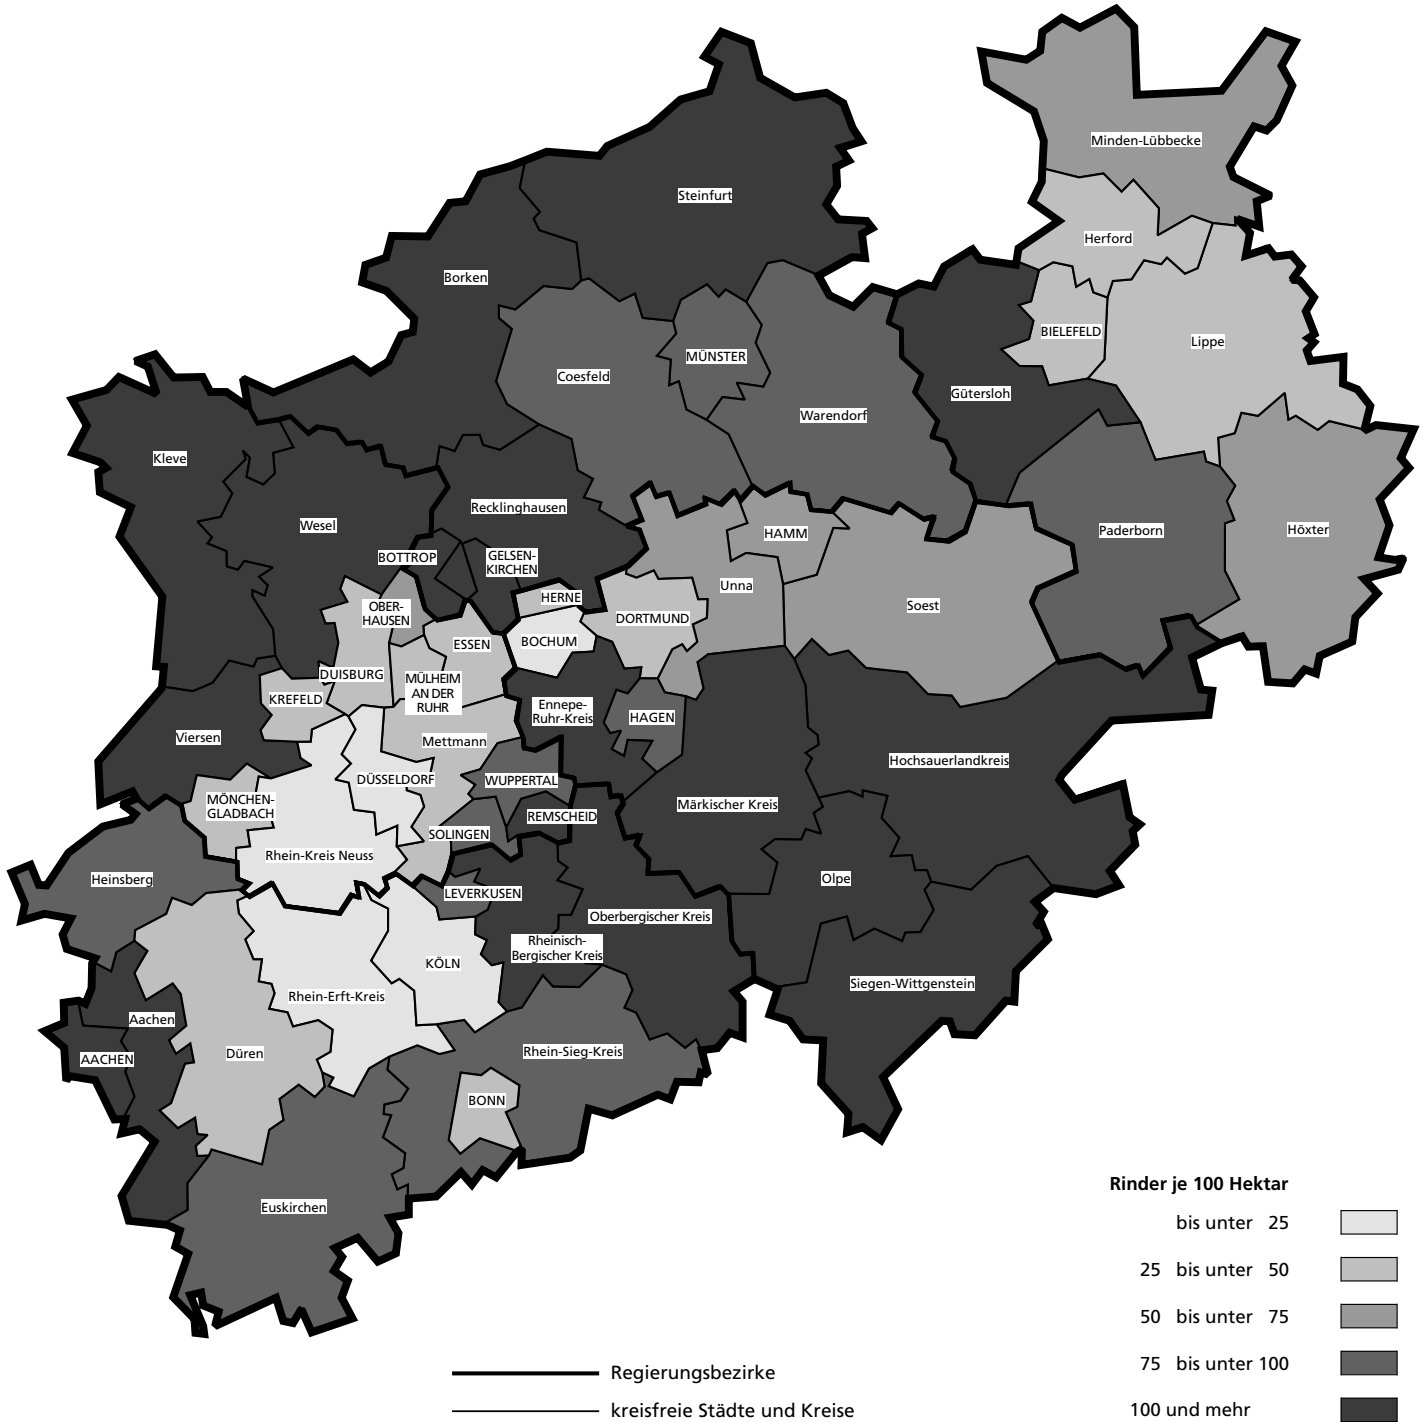 Minden-Lübbecke
Steinfurt
Herford
Borken
BIELEFELD
Lippe
MÜNSTER
Coesfeld
Gütersloh
Warendorf
Kleve
Recklinghausen
Wesel
HAMM
Paderborn
Höxter
BOTTROP
GELSEN-
KIRCHEN
Unna
HERNE
Soest
OBER-
HAUSEN
DORTMUND
ESSEN
BOCHUM
DUISBURG
MÜLHEIM
AN DER
RUHR
KREFELD
Ennepe-
Ruhr-Kreis
HAGEN
Viersen
Mettmann
Hochsauerlandkreis
DÜSSELDORF
WUPPERTAL
MÖNCHEN-
GLADBACH
Märkischer Kreis
REMSCHEID
SOLINGEN
Rhein-Kreis Neuss
Heinsberg
Olpe
LEVERKUSEN
Oberbergischer Kreis
Rheinisch-
Bergischer Kreis
KÖLN
Siegen-Wittgenstein
Rhein-Erft-Kreis
Aachen
Düren
Rhein-Sieg-Kreis
AACHEN
BONN
Euskirchen
Rinder je 100 Hektar
bis unter 25
25 bis unter 50
50 bis unter 75
75 bis unter 100
100 und mehr
Regierungsbezirke
kreisfreie Städte und Kreise